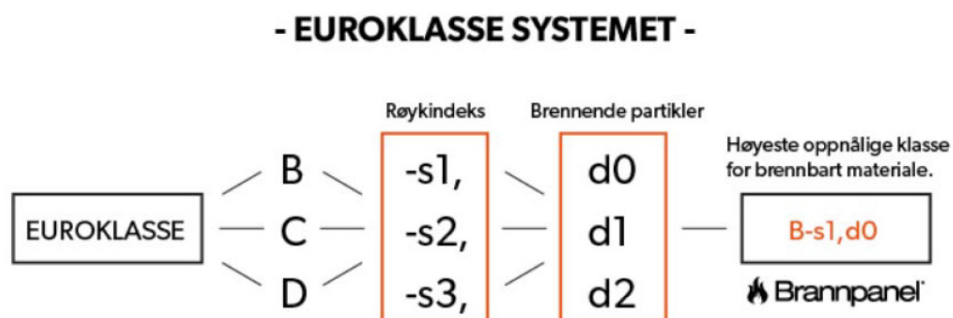 - EUROKLASSE SYSTEMET -
Røykindeks
Brennende partikler
Høyeste oppnålige klasse
for brennbart materiale.
EUROKLASSE
B
C
D
-s1,
-s2,
-s3,
d0
d1
d2
B-s1,d0
Brannpanel